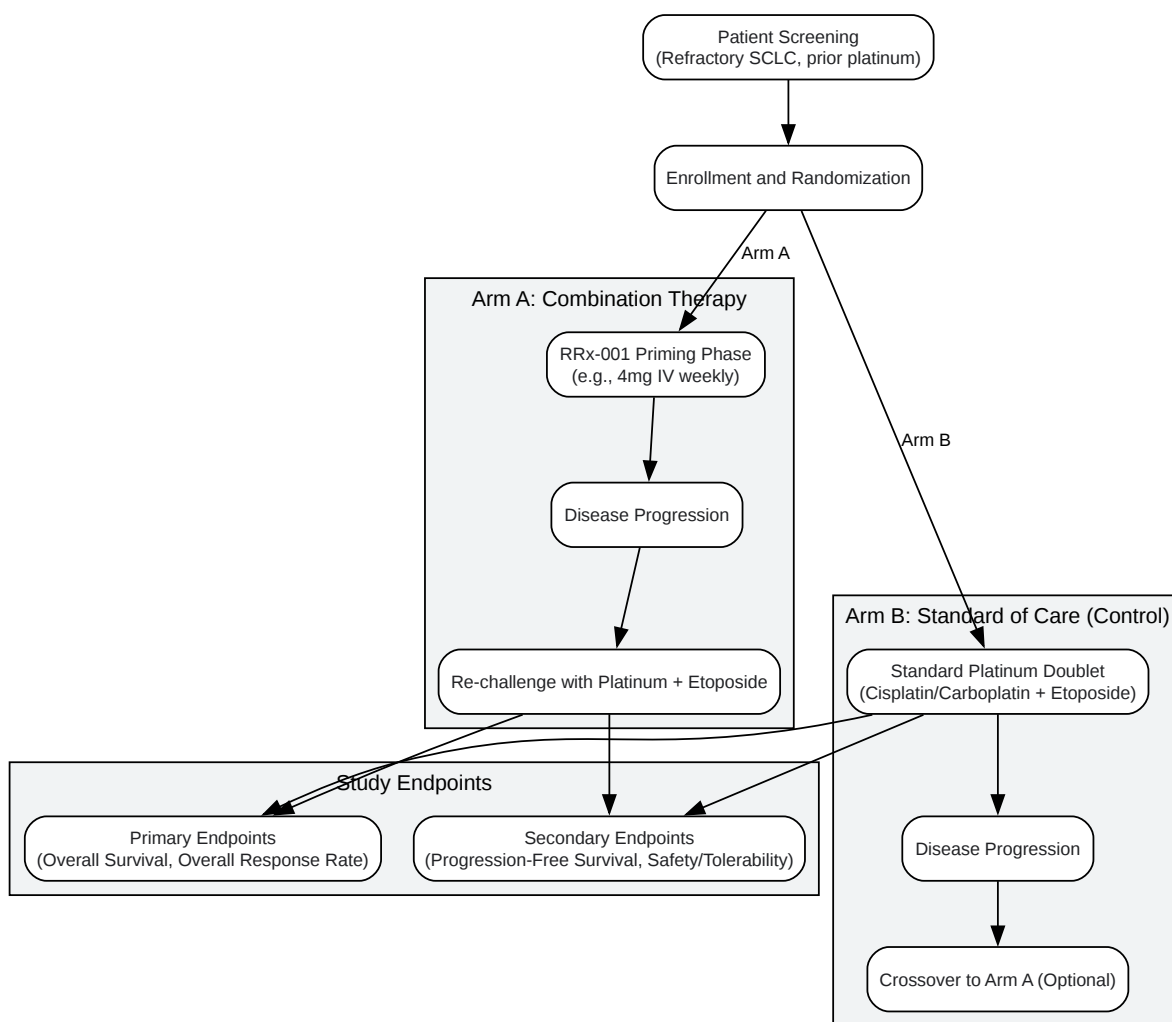 Patient Screening
(Refractory SCLC, prior platinum)
Enrollment and Randomization
Arm A
Arm A: Combination Therapy
RRx-001 Priming Phase
(e.g., 4mg IV weekly)
Arm B
Disease Progression
Arm B: Standard of Care (Control)
Re-challenge with Platinum + Etoposide
Standard Platinum Doublet
(Cisplatin/Carboplatin + Etoposide)
Study Endpoints
Primary Endpoints
(Overall Survival, Overall Response Rate)
Secondary Endpoints
(Progression-Free Survival, Safety/Tolerability)
Disease Progression
Crossover to Arm A (Optional)